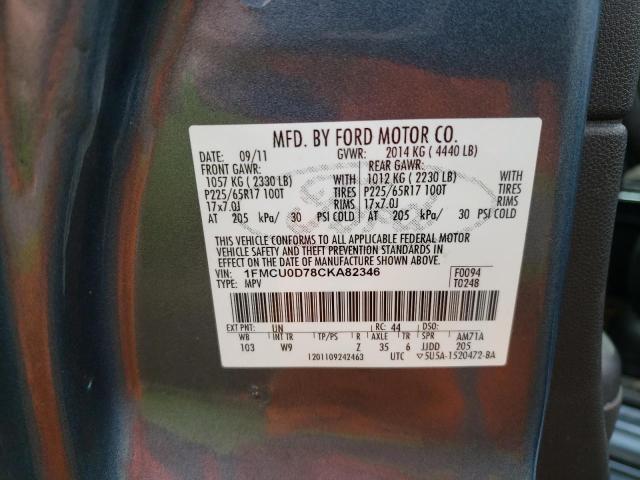 MFD. BY FORD MOTOR CO.
DATE: 09/11 GVWR: 2014 KG ( 4440 LB)
FRONT GAWR: REAR GAWR:
1057 KG ( 2330 LB) WITH 1012 KG ( 2230 LB) WITH
P225/65R17 100T TIRES P225/65R17 100T TIRES
17x7.0J RIMS 17x7.0J RIMS
AT 205 kPa/ 30 PSI COLD AT 205 kPa/ 30 PSI COLD
THIS VEHICLE CONFORMS TO ALL APPLICABLE FEDERAL MOTOR
VEHICLE SAFETY AND THEFT PREVENTION STANDARDS IN
EFFECT ON THE DATE OF MANUFACTURE SHOWN ABOVE.
VIN: 1FMCU0D78CKA82346 F0094
TYPE: MPV T0248
EXT PNT: UN RC: 44 DSO:
WB INT TR TP/PS R AXLE TR SPR AM71A
103 W9 Z 35 6 JJDD 205
1201109242463 UTC ▽5U5A-1520472-BA